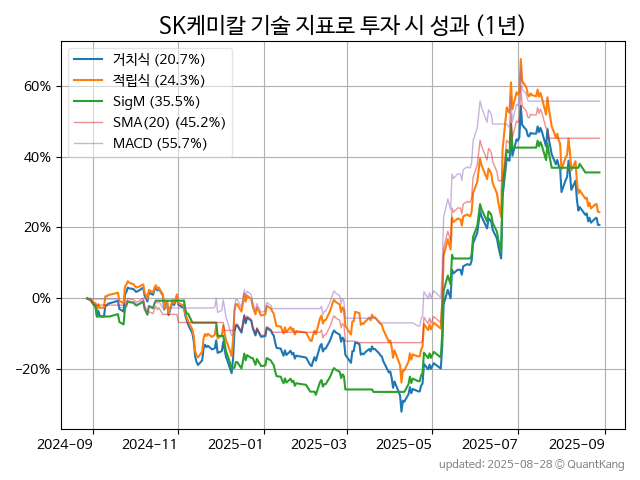 SK케미칼 기술 지표로 투자 시 성과 (1년)
거치식 (20.7%)
적립식 (24.3%)
SigM (35.5%)
SMA(20) (45.2%)
MACD (55.7%)
60%
40%
20%
0%
−20%
2024-09 2024-11 2025-01 2025-03 2025-05 2025-07 2025-09
updated: 2025-08-28 © QuantKang